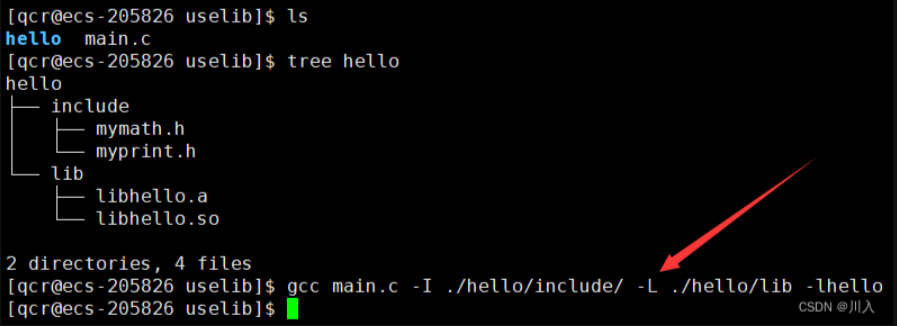 [qcr@ecs-205826 uselib]$ ls
hello  main.c
[qcr@ecs-205826 uselib]$ tree hello
hello
├── include
│   ├── mymath.h
│   └── myprint.h
└── lib
    ├── libhello.a
    └── libhello.so
2 directories, 4 files
[qcr@ecs-205826 uselib]$ gcc main.c -I ./hello/include/ -L ./hello/lib -lhello
[qcr@ecs-205826 uselib]$
CSDN @川入